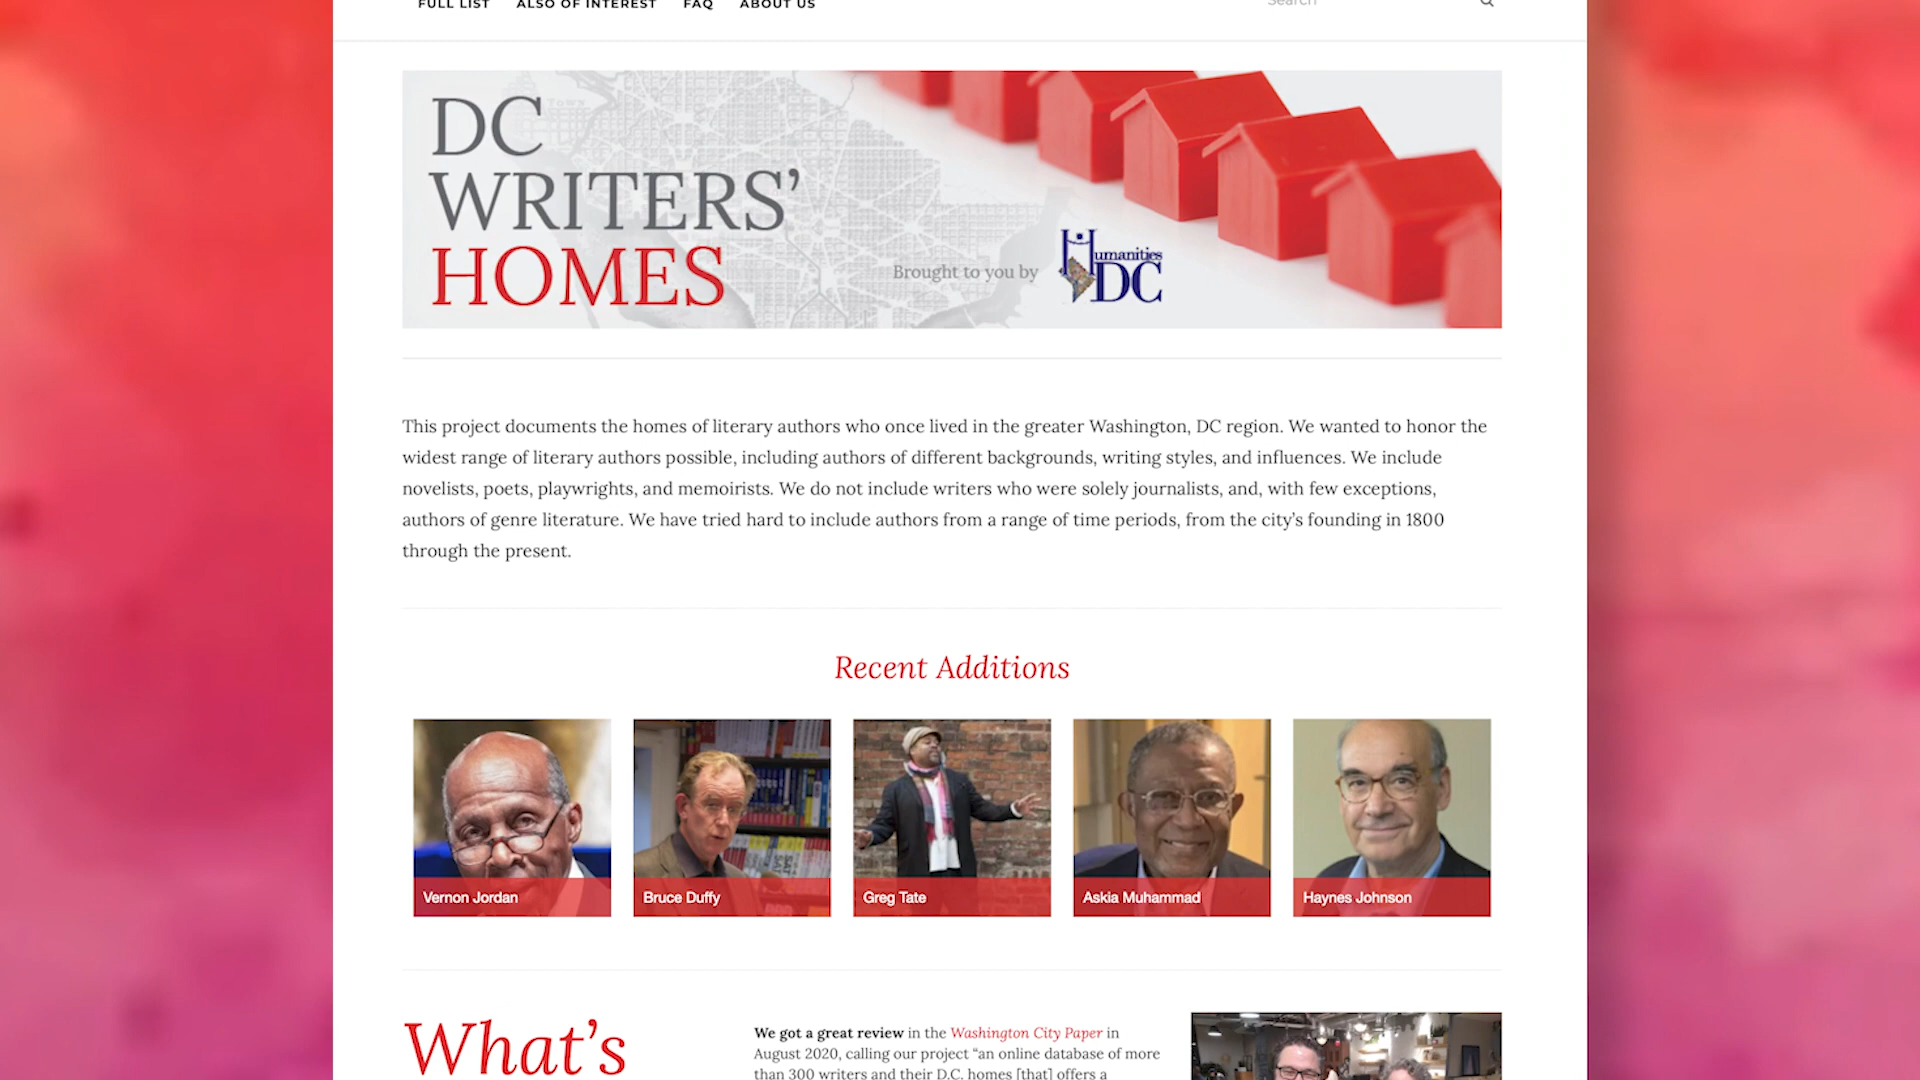 FULL LIST ALSO OF INTEREST FAQ ABOUT US Search
DC
WRITERS'
HOMES
Brought to you by Humanities DC
This project documents the homes of literary authors who once lived in the greater Washington, DC region. We wanted to honor the
widest range of literary authors possible, including authors of different backgrounds, writing styles, and influences. We include
novelists, poets, playwrights, and memoirists. We do not include writers who were solely journalists, and, with few exceptions,
authors of genre literature. We have tried hard to include authors from a range of time periods, from the city's founding in 1800
through the present.
Recent Additions
Vernon Jordan
Bruce Duffy
Greg Tate
Askia Muhammad
Haynes Johnson
What's
We got a great review in the Washington City Paper in
August 2020, calling our project "an online database of more
than 300 writers and their D.C. homes [that] offers a